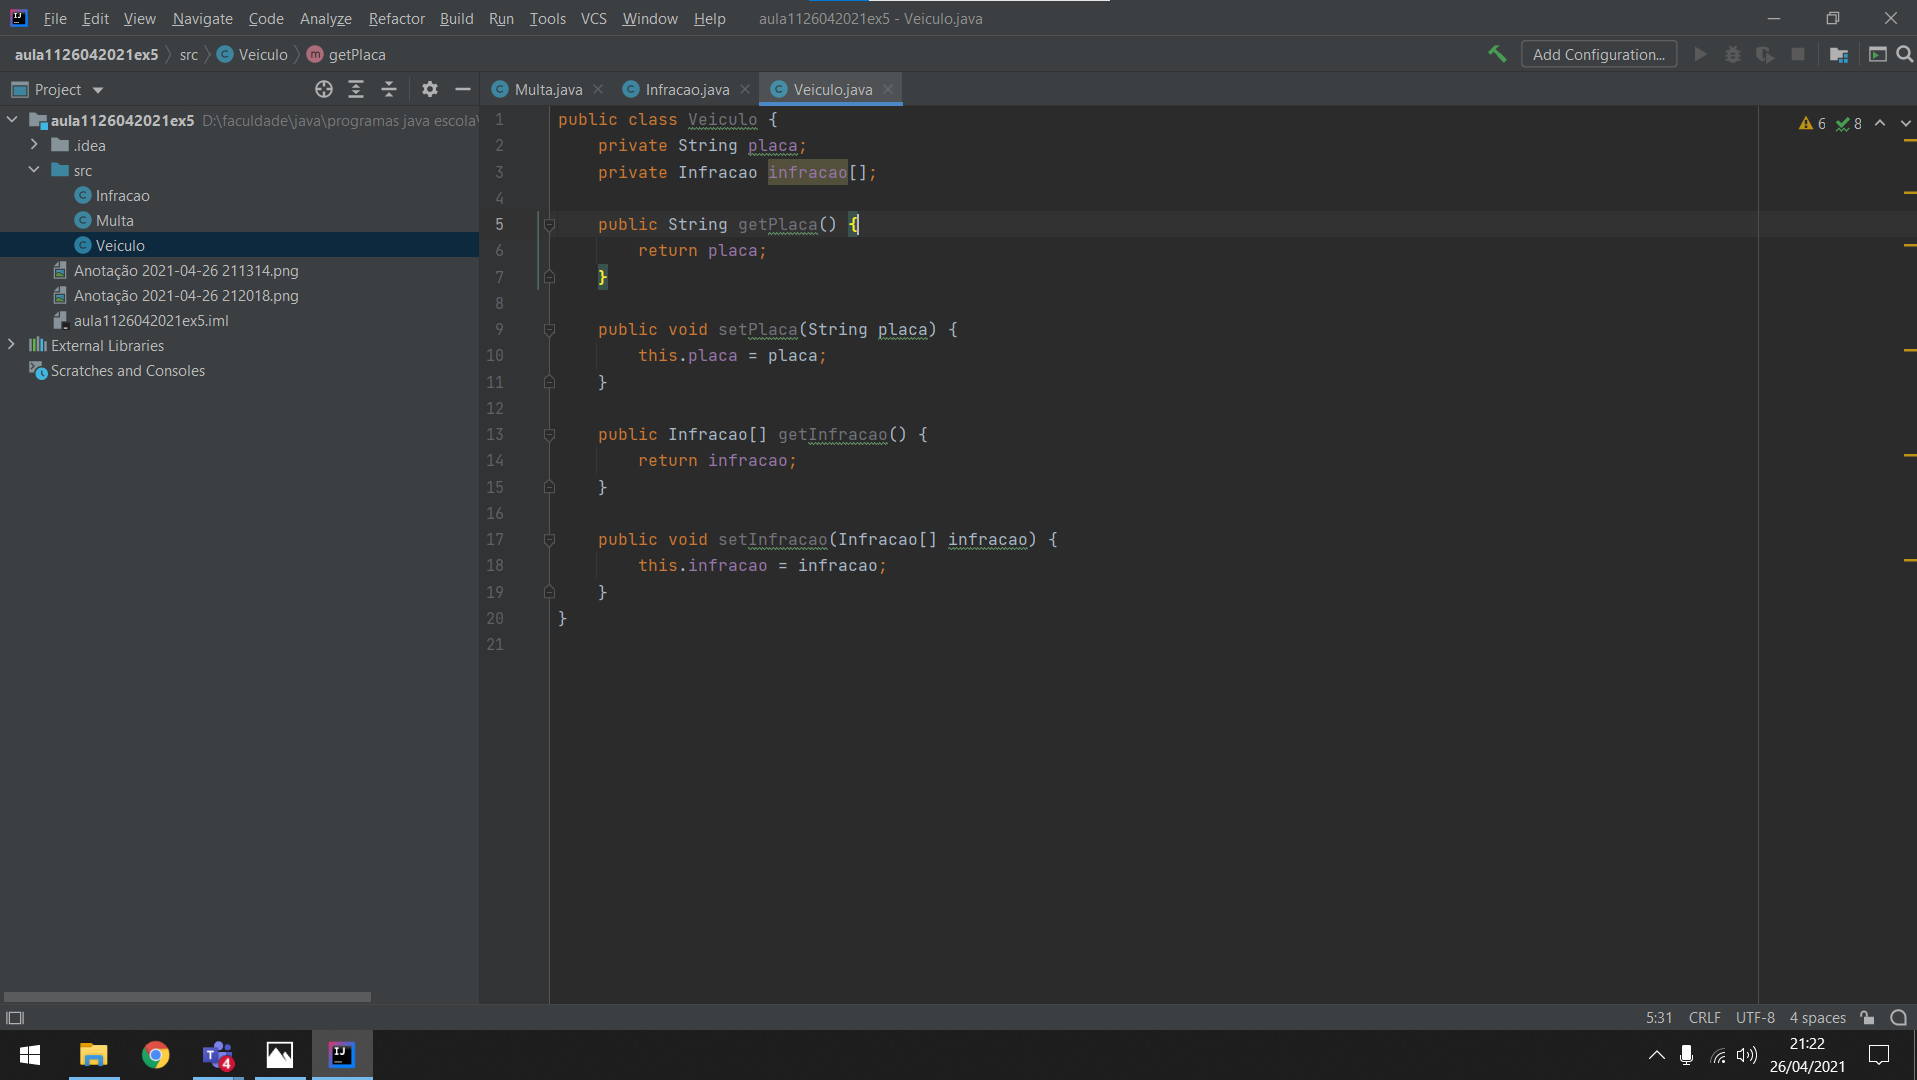 File Edit View Navigate Code Analyze Refactor Build Run Tools VCS Window Help aula1126042021ex5 - Veiculo.java
aula1126042021ex5 src Veiculo getPlaca Add Configuration...
Project Multa.java Infracao.java Veiculo.java
aula1126042021ex5 D:\faculdade\java\programas java escola\
.idea
src
Infracao
Multa
Veiculo
Anotação 2021-04-26 211314.png
Anotação 2021-04-26 212018.png
aula1126042021ex5.iml
External Libraries
Scratches and Consoles
6 8
1 public class Veiculo {
2 private String placa;
3 private Infracao infracao[];
4
5 public String getPlaca() {
6 return placa;
7 }
8
9 public void setPlaca(String placa) {
10 this.placa = placa;
11 }
12
13 public Infracao[] getInfracao() {
14 return infracao;
15 }
16
17 public void setInfracao(Infracao[] infracao) {
18 this.infracao = infracao;
19 }
20 }
21
5:31 CRLF UTF-8 4 spaces
4
21:22
26/04/2021